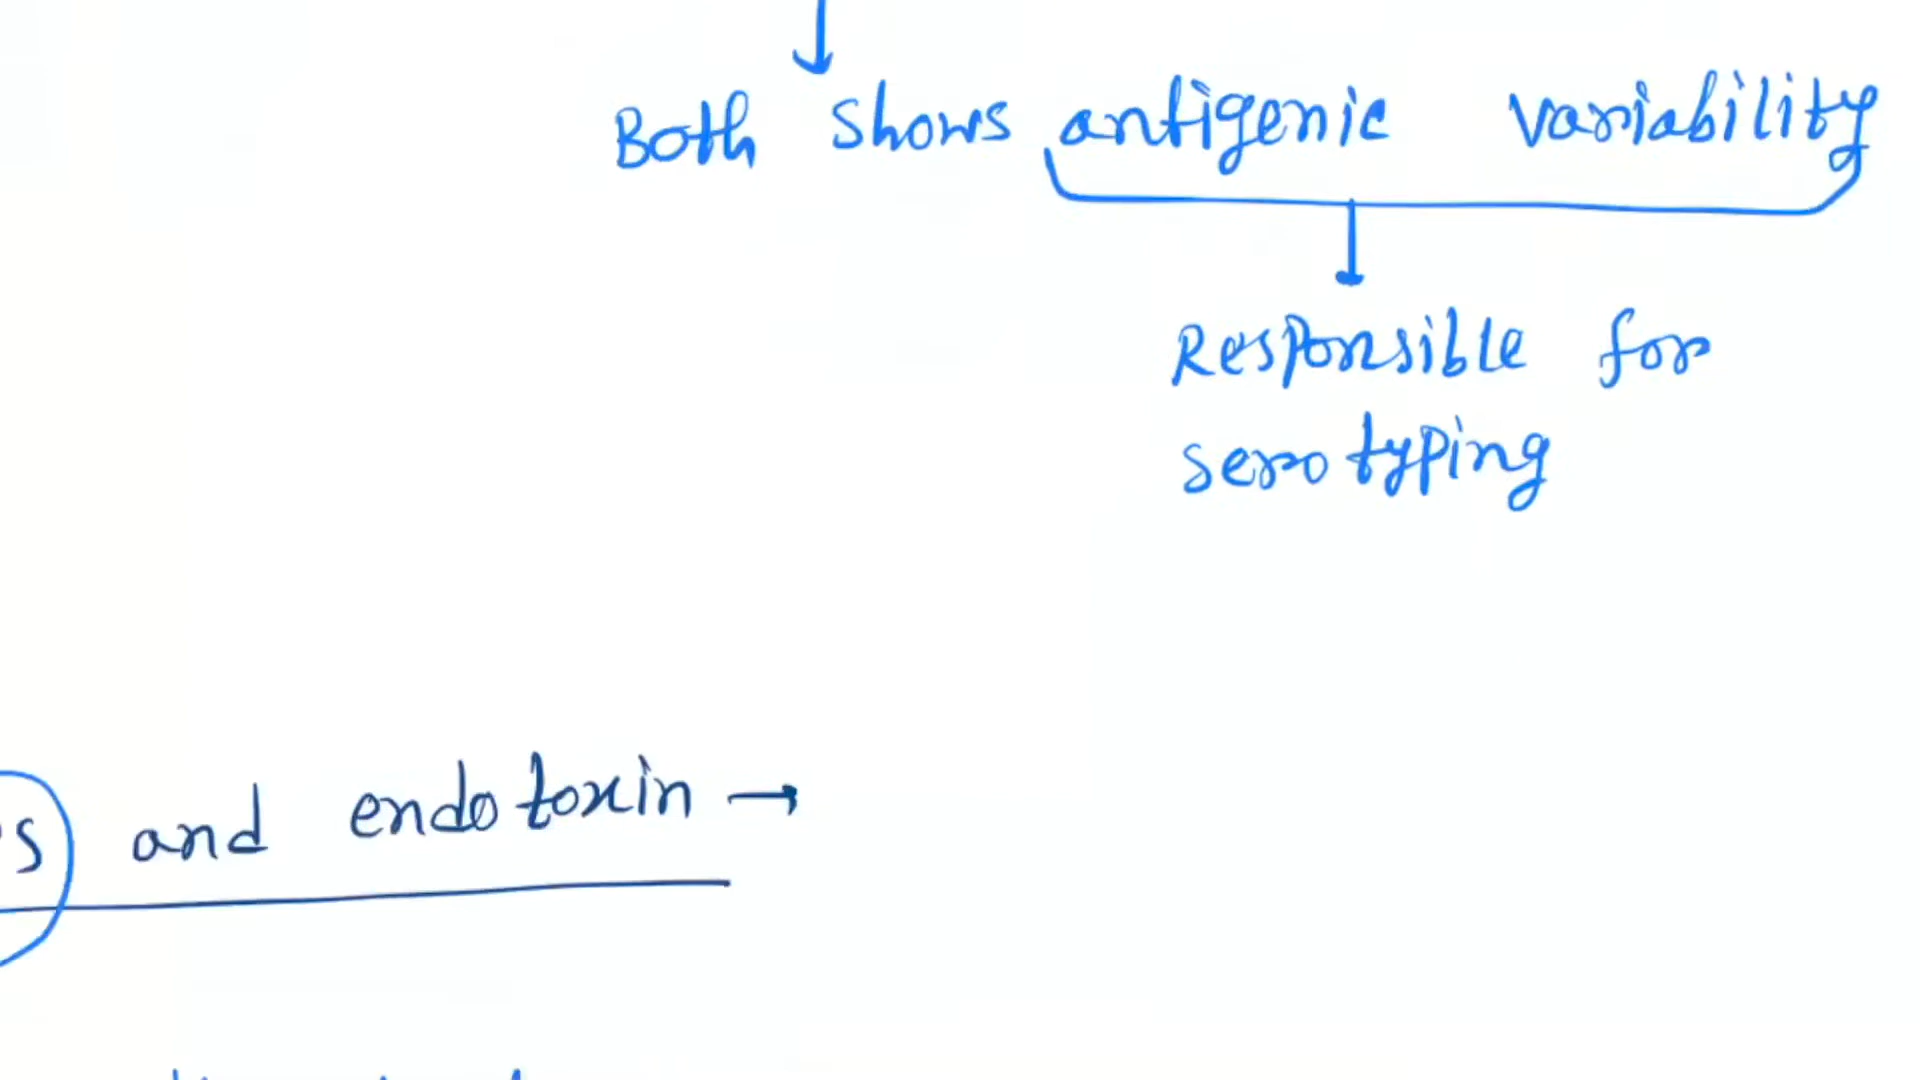 Both shows antigenic variability
Responsible for
serotyping
and endotoxin →